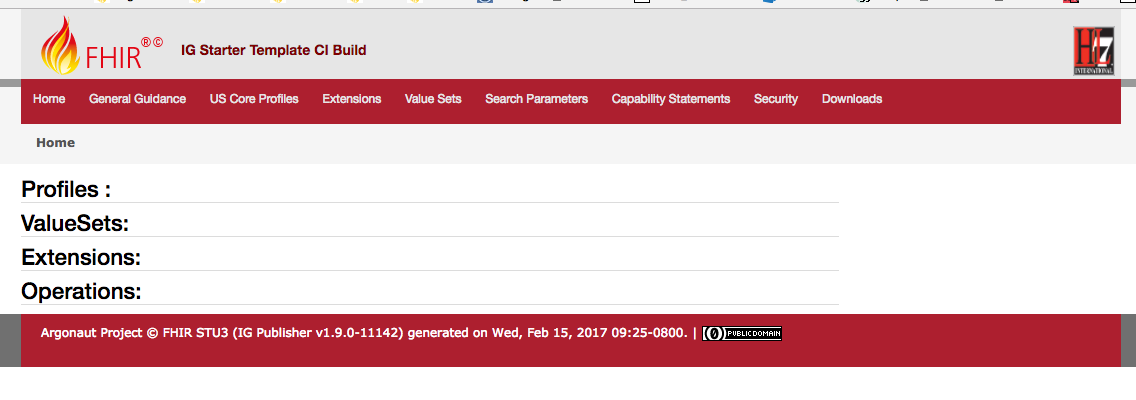 FHIR®© IG Starter Template CI Build
HL7
INTERNATIONAL
Home General Guidance US Core Profiles Extensions Value Sets Search Parameters Capability Statements Security Downloads
Home
Profiles :
ValueSets:
Extensions:
Operations:
Argonaut Project © FHIR STU3 (IG Publisher v1.9.0-11142) generated on Wed, Feb 15, 2017 09:25-0800. | PUBLIC DOMAIN